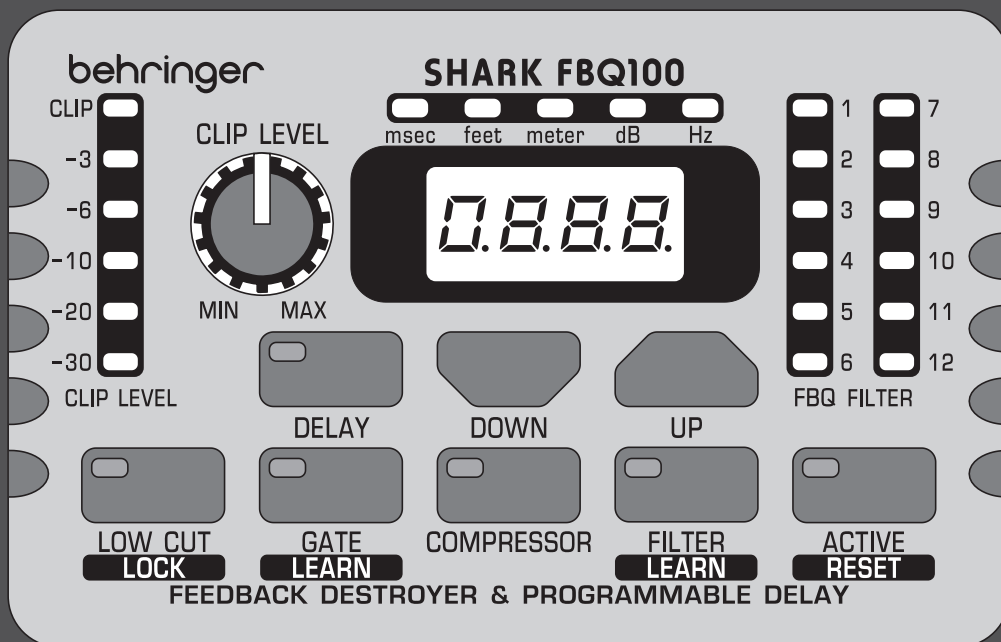 behringer
SHARK FBQ100
CLIP
-3
-6
-10
-20
-30
CLIP LEVEL
CLIP LEVEL
MIN MAX
msec feet meter dB Hz
0.8.8.8.
1
2
3
4
5
6
7
8
9
10
11
12
FBQ FILTER
DELAY DOWN UP
LOW CUT GATE COMPRESSOR FILTER ACTIVE
LOCK LEARN LEARN RESET
FEEDBACK DESTROYER & PROGRAMMABLE DELAY